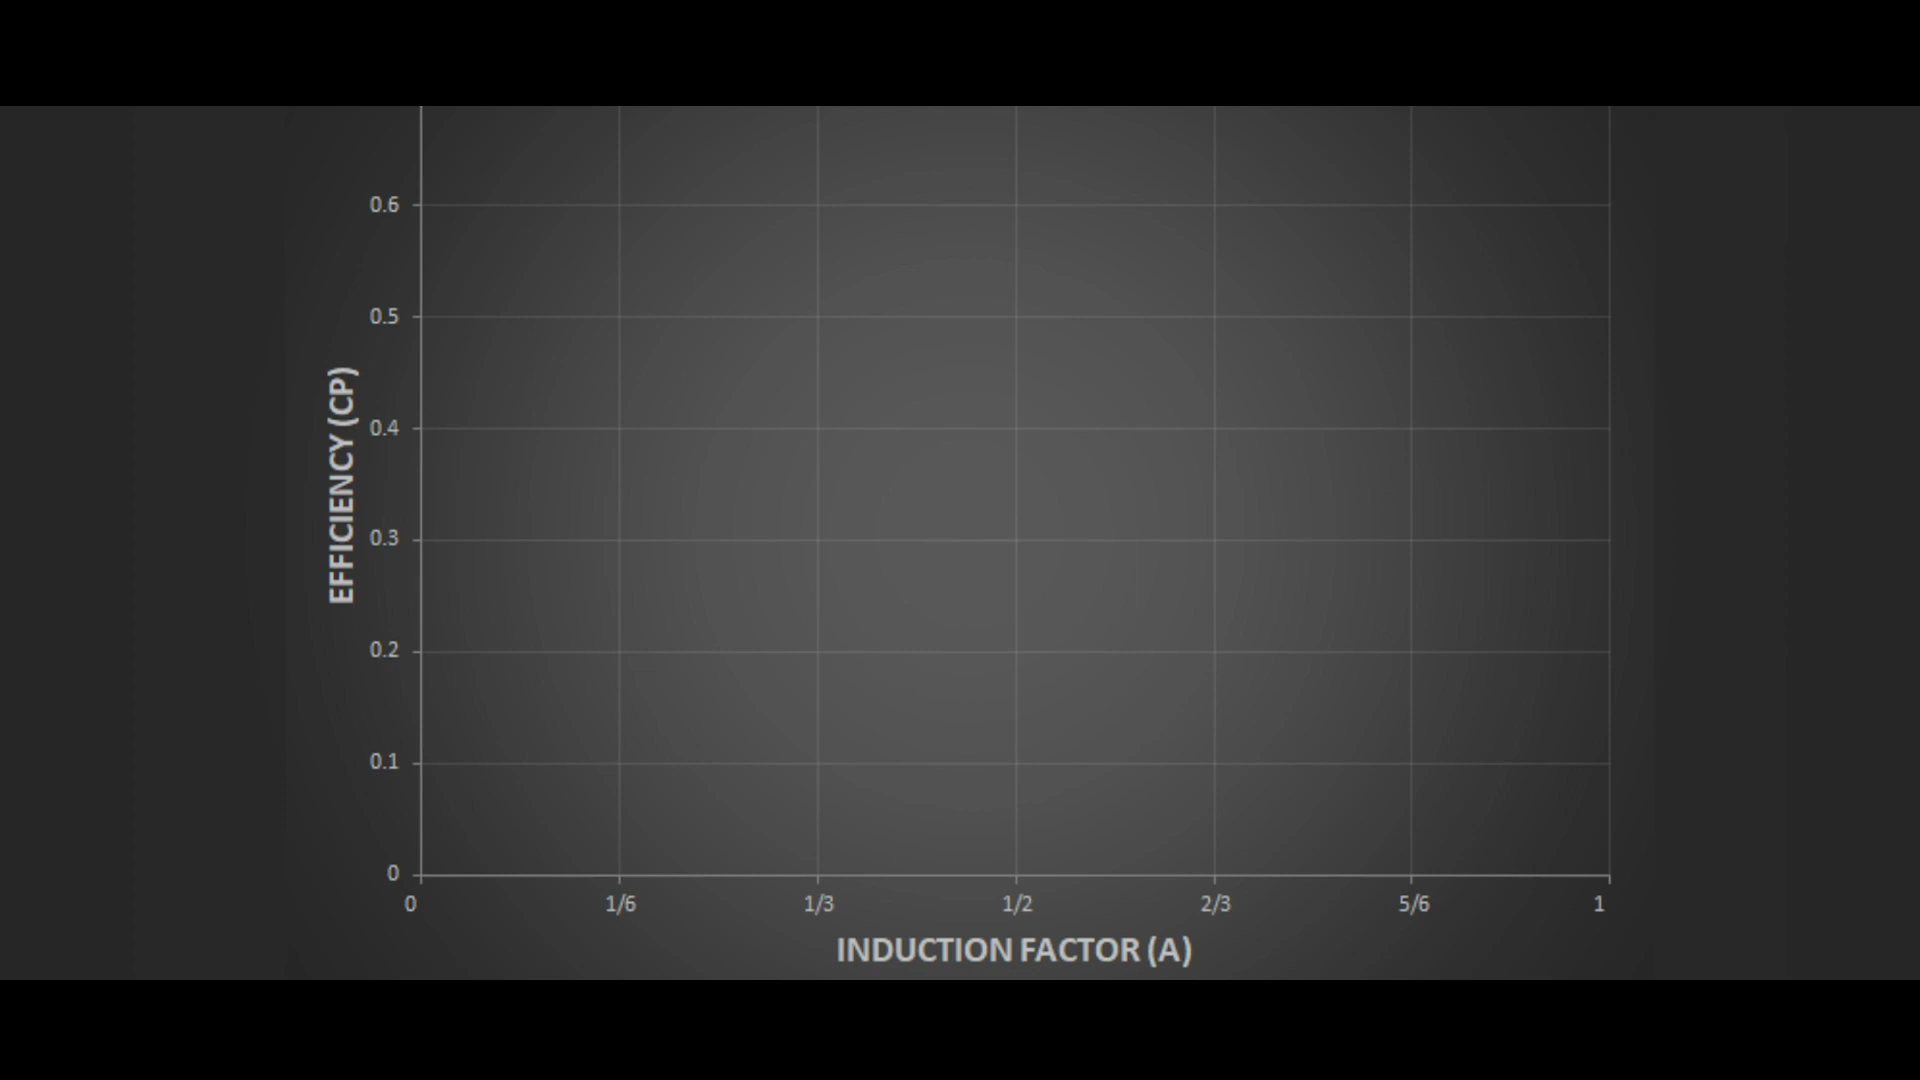 0.6
0.5
0.4
0.3
0.2
0.1
0
EFFICIENCY (CP)
0 1/6 1/3 1/2 2/3 5/6 1
INDUCTION FACTOR (A)